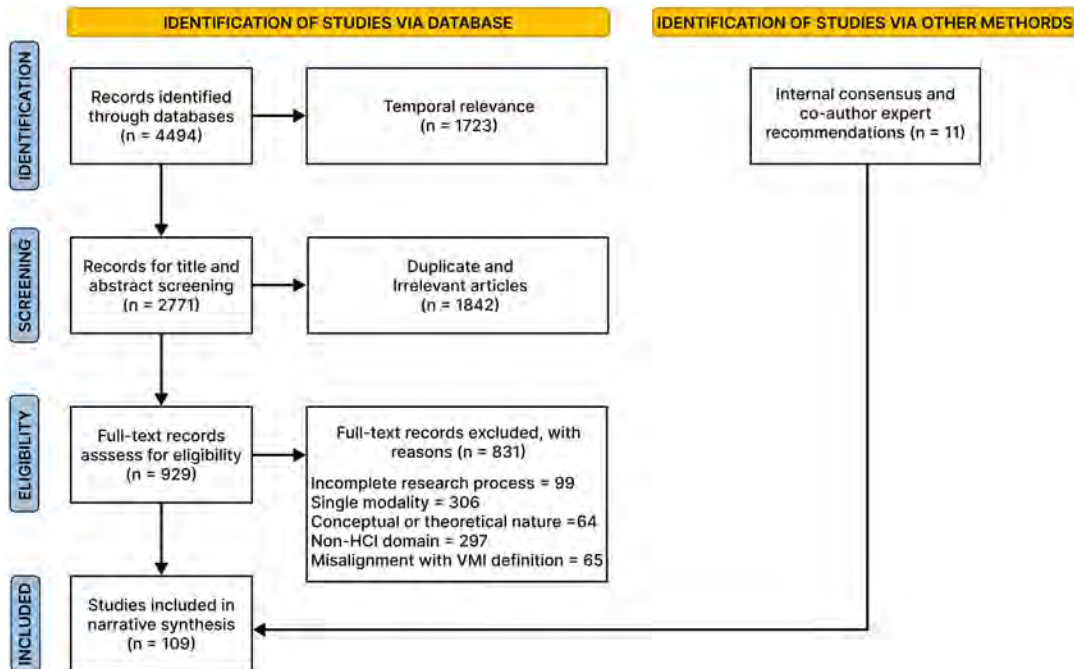 IDENTIFICATION OF STUDIES VIA DATABASE
IDENTIFICATION OF STUDIES VIA OTHER METHORDS
IDENTIFICATION
Records identified
through databases
(n = 4494)
Temporal relevance
(n = 1723)
Internal consensus and
co-author expert
recommendations (n = 11)
SCREENING
Records for title and
abstract screening
(n = 2771)
Duplicate and
Irrelevant articles
(n = 1842)
ELIGIBILITY
Full-text records
asssess for eligibility
(n = 929)
Full-text records excluded, with
reasons (n = 831)
Incomplete research process = 99
Single modality = 306
Conceptual or theoretical nature =64
Non-HCI domain = 297
Misalignment with VMI definition = 65
INCLUDED
Studies included in
narrative synthesis
(n = 109)